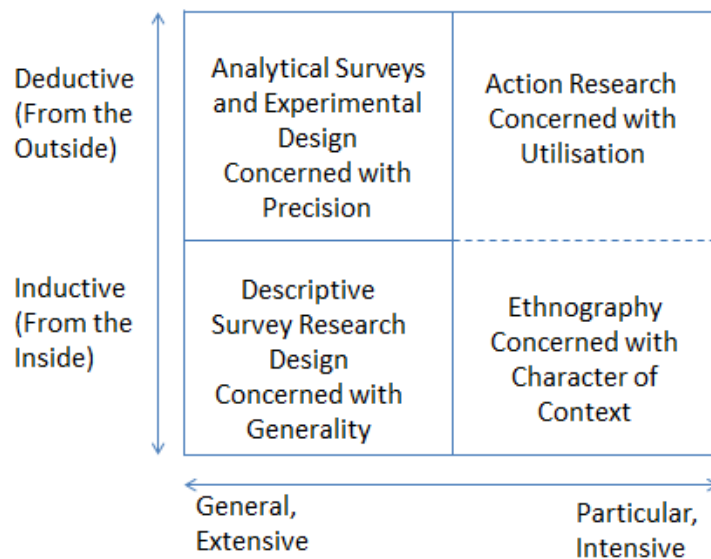 Deductive
(From the
Outside)
Analytical Surveys
and Experimental
Design
Concerned with
Precision
Action Research
Concerned with
Utilisation
Inductive
(From the
Inside)
Descriptive
Survey Research
Design
Concerned with
Generality
Ethnography
Concerned with
Character of
Context
General,
Extensive
Particular,
Intensive